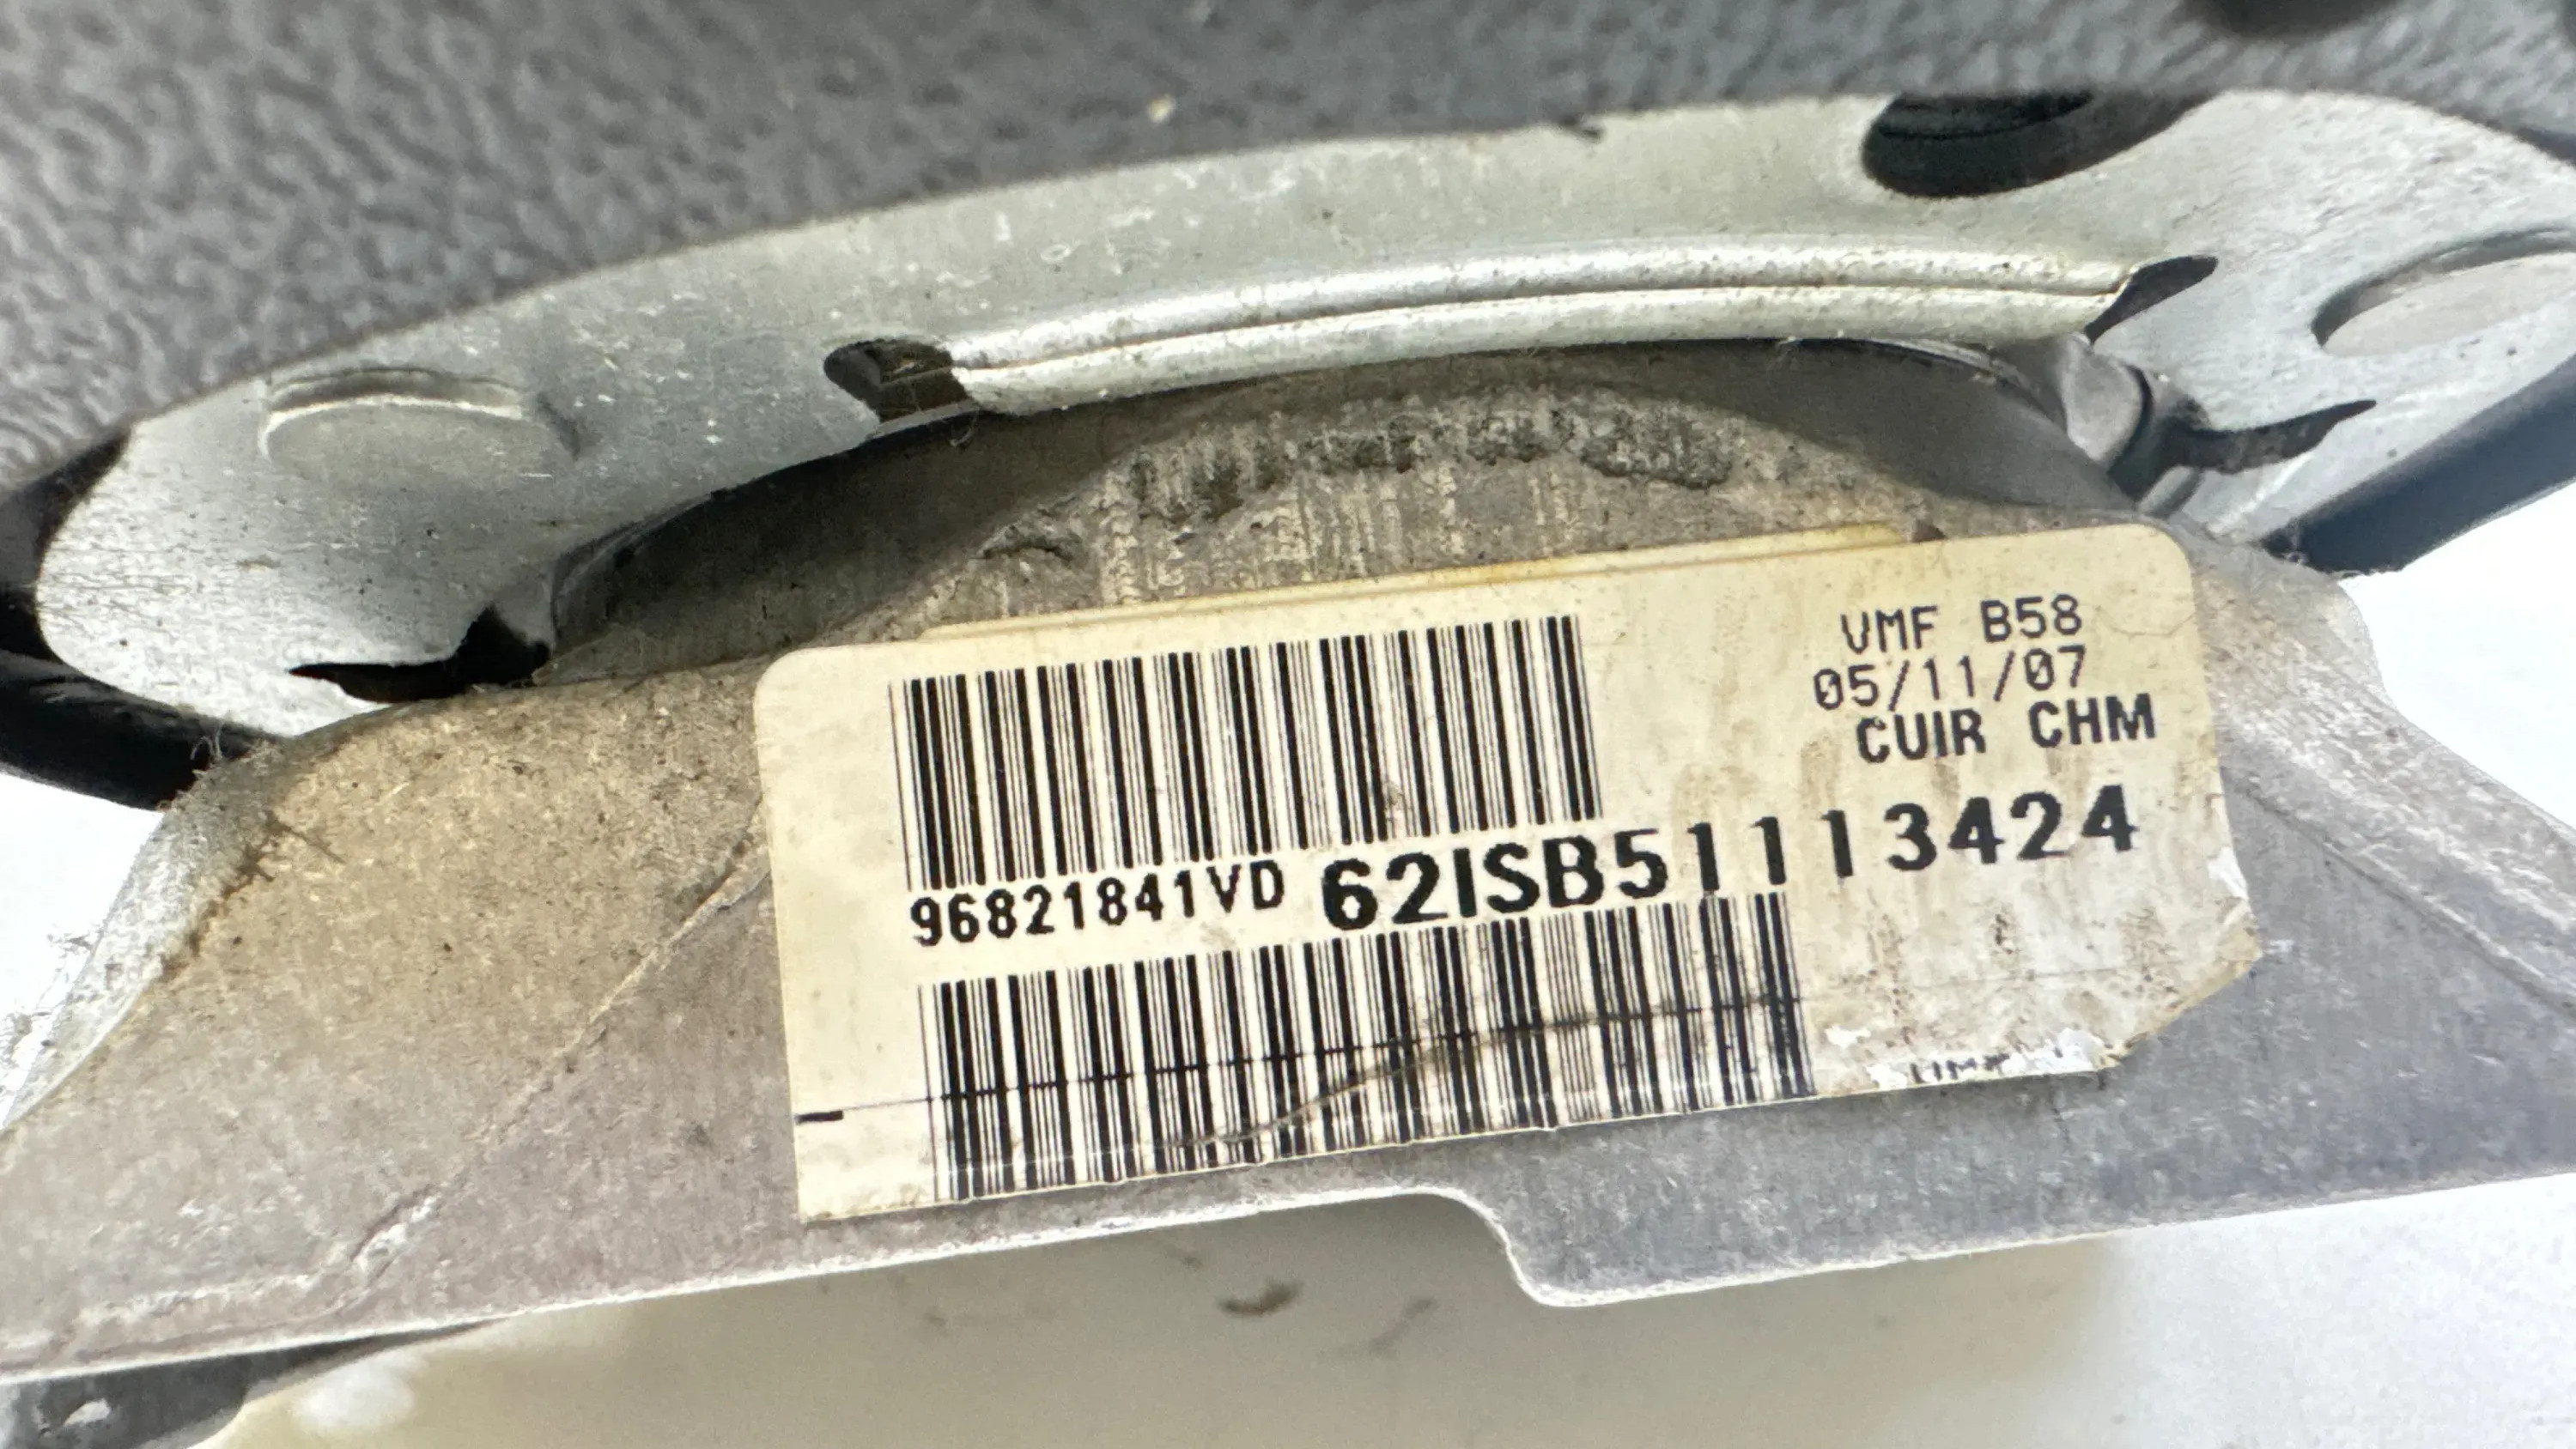 VMF B58
05/11/07
CUIR CHM
96821841VD 62ISB51113424